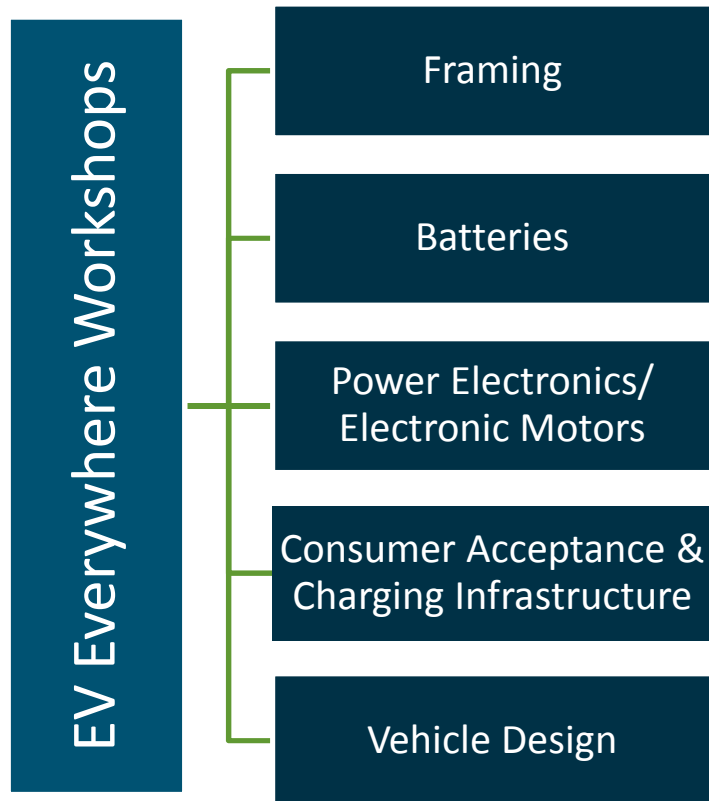 EV Everywhere Workshops
Framing
Batteries
Power Electronics/
Electronic Motors
Consumer Acceptance &
Charging Infrastructure
Vehicle Design